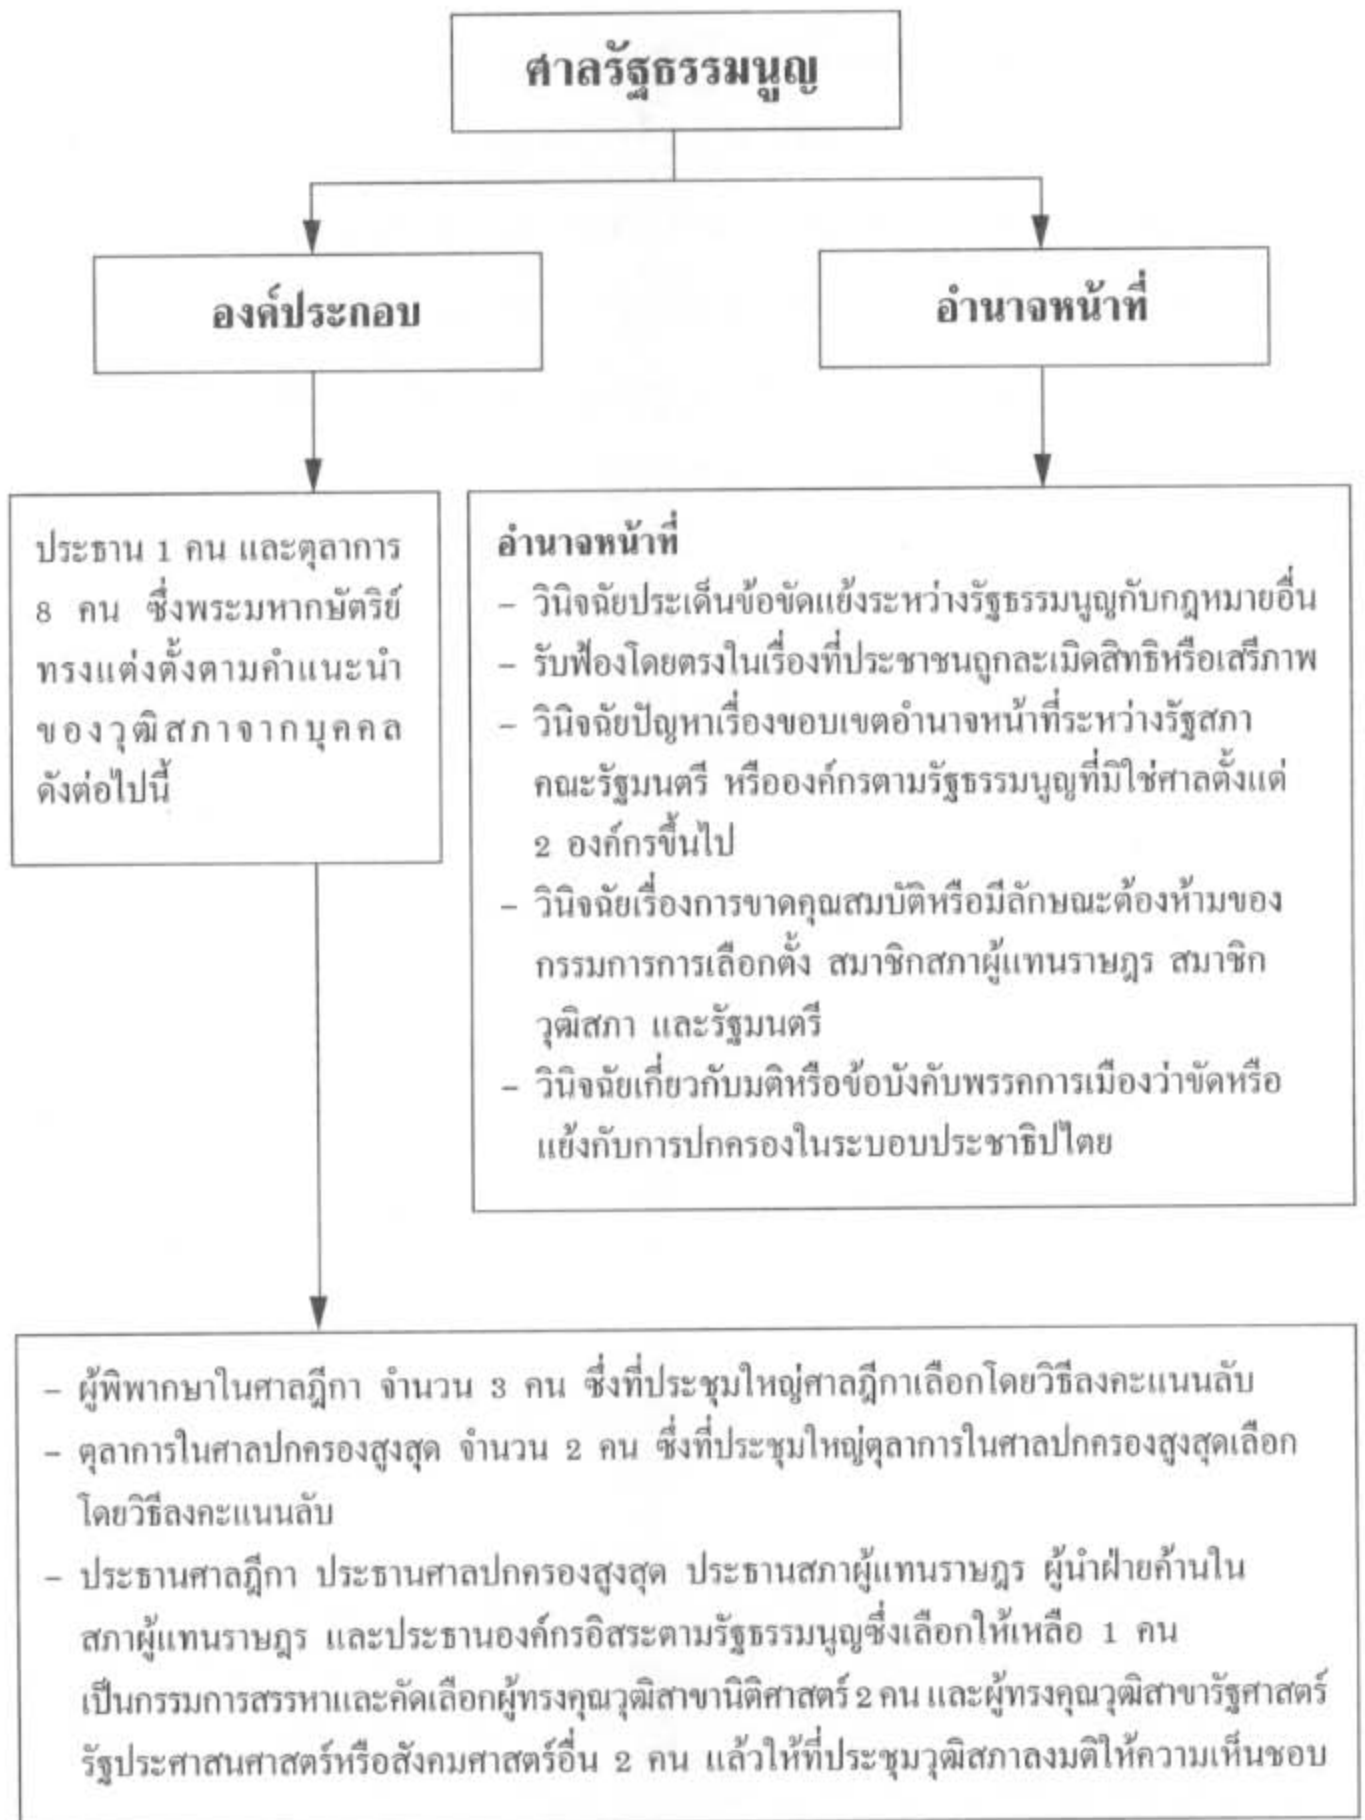 ศาลรัฐธรรมนูญ
องค์ประกอบ
อำนาจหน้าที่
ประธาน 1 คน และตุลาการ
8 คน ซึ่งพระมหากษัตริย์
ทรงแต่งตั้งตามคำแนะนำ
ของวุฒิสภาจากบุคคล
ดังต่อไปนี้
อำนาจหน้าที่
– วินิจฉัยประเด็นข้อขัดแย้งระหว่างรัฐธรรมนูญกับกฎหมายอื่น
– รับฟ้องโดยตรงในเรื่องที่ประชาชนถูกละเมิดสิทธิหรือเสรีภาพ
– วินิจฉัยปัญหาเรื่องขอบเขตอำนาจหน้าที่ระหว่างรัฐสภา
คณะรัฐมนตรี หรือองค์กรตามรัฐธรรมนูญที่มิใช่ศาลตั้งแต่
2 องค์กรขึ้นไป
– วินิจฉัยเรื่องการขาดคุณสมบัติหรือมีลักษณะต้องห้ามของ
กรรมการการเลือกตั้ง สมาชิกสภาผู้แทนราษฎร สมาชิก
วุฒิสภา และรัฐมนตรี
– วินิจฉัยเกี่ยวกับมติหรือข้อบังคับพรรคการเมืองว่าขัดหรือ
แย้งกับการปกครองในระบอบประชาธิปไตย
– ผู้พิพากษาในศาลฎีกา จำนวน 3 คน ซึ่งที่ประชุมใหญ่ศาลฎีกาเลือกโดยวิธีลงคะแนนลับ
– ตุลาการในศาลปกครองสูงสุด จำนวน 2 คน ซึ่งที่ประชุมใหญ่ตุลาการในศาลปกครองสูงสุดเลือก
โดยวิธีลงคะแนนลับ
– ประธานศาลฎีกา ประธานศาลปกครองสูงสุด ประธานสภาผู้แทนราษฎร ผู้นำฝ่ายค้านใน
สภาผู้แทนราษฎร และประธานองค์กรอิสระตามรัฐธรรมนูญซึ่งเลือกให้เหลือ 1 คน
เป็นกรรมการสรรหาและคัดเลือกผู้ทรงคุณวุฒิสาขานิติศาสตร์ 2 คน และผู้ทรงคุณวุฒิสาขารัฐศาสตร์
รัฐประศาสนศาสตร์หรือสังคมศาสตร์อื่น 2 คน แล้วให้ที่ประชุมวุฒิสภาลงมติให้ความเห็นชอบ